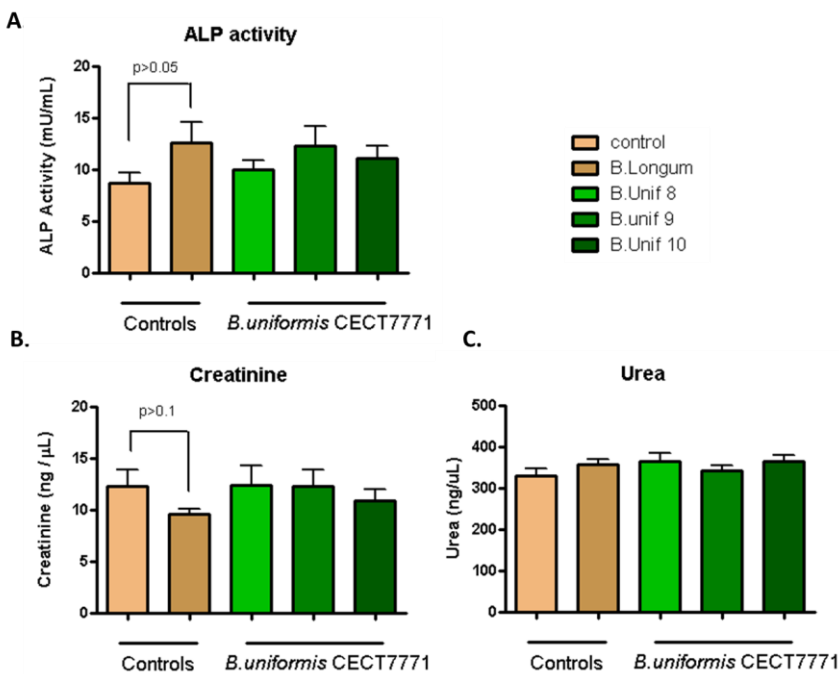 A.
ALP activity
p>0.05
ALP Activity (mU/mL)
20
15
10
5
0
Controls
B.uniformis CECT7771
control
B.Longum
B.Unif 8
B.unif 9
B.Unif 10
B.
Creatinine
p>0.1
Creatinine (ng / µL)
20
15
10
5
0
Controls
B.uniformis CECT7771
C.
Urea
Urea (ng/uL)
500
400
300
200
100
0
Controls
B.uniformis CECT7771